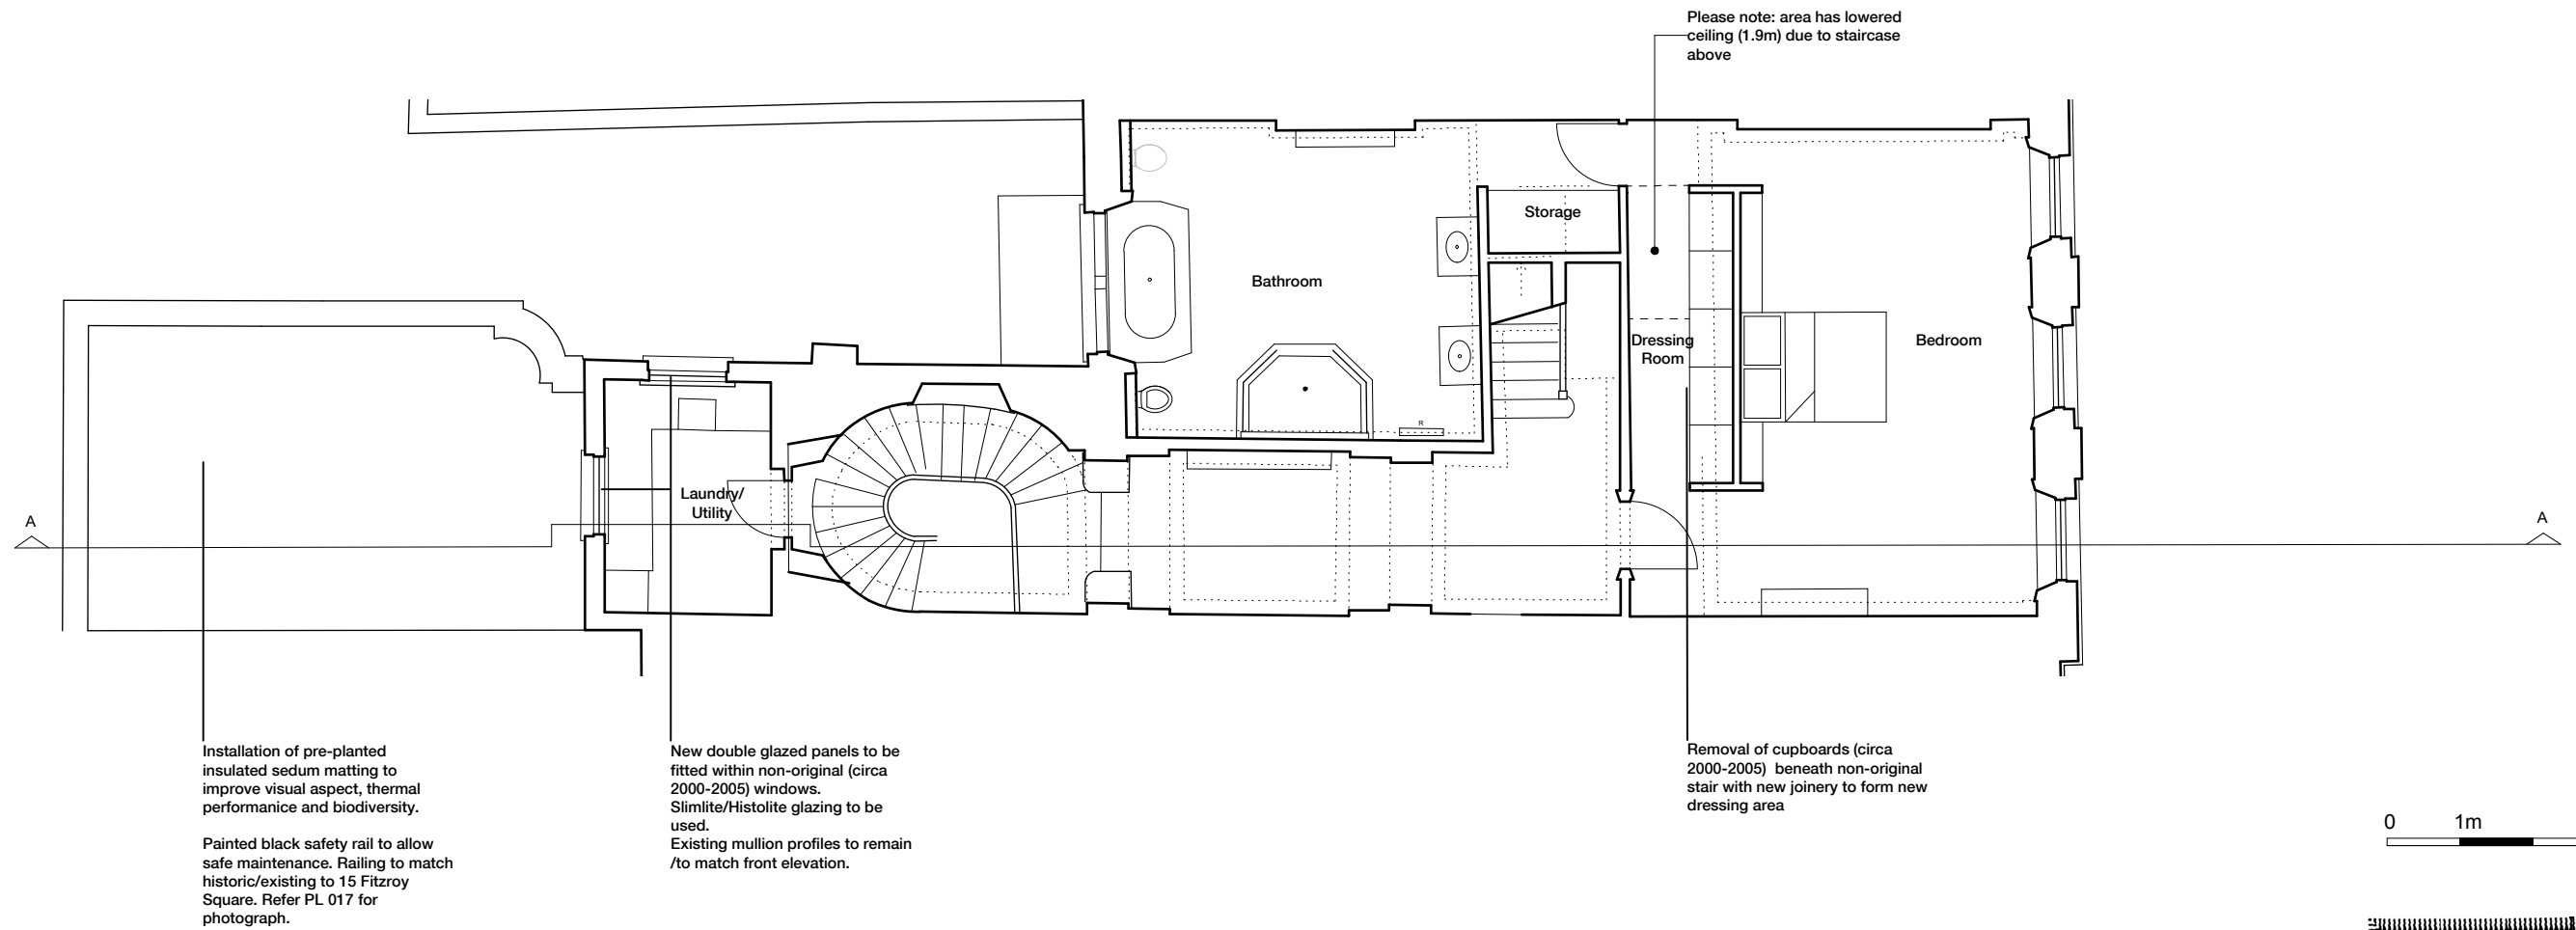 Please note: area has lowered
ceiling (1.9m) due to staircase
above
Storage
Bathroom
Dressing
Room
Bedroom
Laundry/
Utility
R
A
A
Installation of pre-planted
insulated sedum matting to
improve visual aspect, thermal
performanice and biodiversity.
Painted black safety rail to allow
safe maintenance. Railing to match
historic/existing to 15 Fitzroy
Square. Refer PL 017 for
photograph.
New double glazed panels to be
fitted within non-original (circa
2000-2005) windows.
Slimlite/Histolite glazing to be
used.
Existing mullion profiles to remain
/to match front elevation.
Removal of cupboards (circa
2000-2005)  beneath non-original
stair with new joinery to form new
dressing area
0 1m